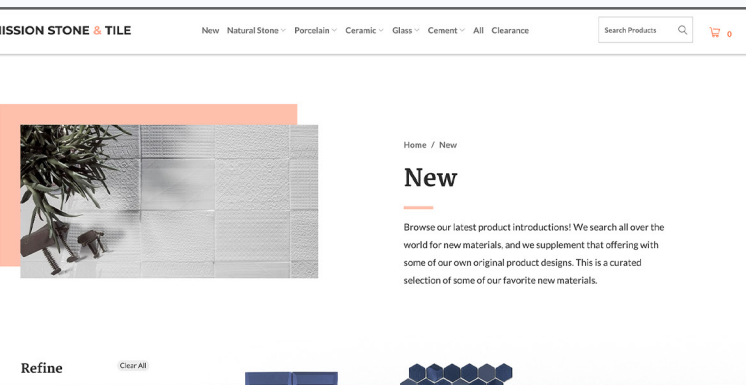 ISSION STONE & TILE
New Natural Stone Porcelain Ceramic Glass Cement All Clearance
Search Products
0
Home / New
New
Browse our latest product introductions! We search all over the
world for new materials, and we supplement that offering with
some of our own original product designs. This is a curated
selection of some of our favorite new materials.
Refine
Clear All